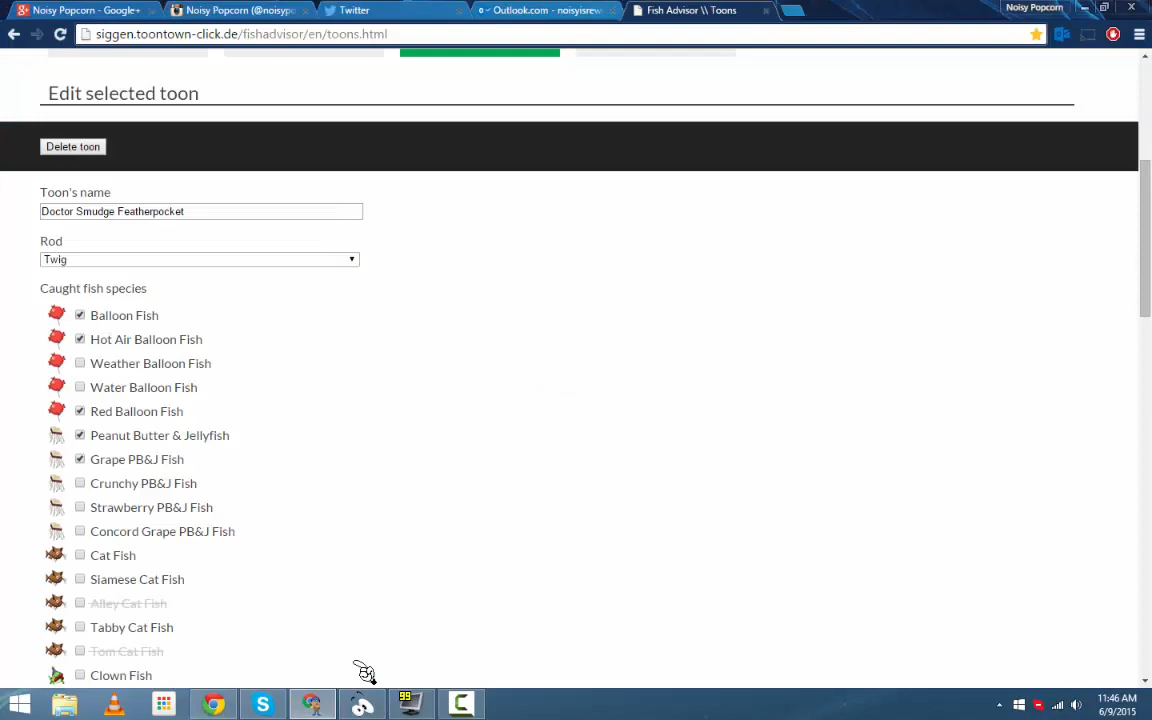 Noisy Popcorn - Google+
Noisy Popcorn (@noisypo
Twitter
Outlook.com - noisyisrew
Fish Advisor \\ Toons
Noisy Popcorn
siggen.toontown-click.de/fishadvisor/en/toons.html
Edit selected toon
Delete toon
Toon's name
Doctor Smudge Featherpocket
Rod
Twig
Caught fish species
Balloon Fish
Hot Air Balloon Fish
Weather Balloon Fish
Water Balloon Fish
Red Balloon Fish
Peanut Butter & Jellyfish
Grape PB&J Fish
Crunchy PB&J Fish
Strawberry PB&J Fish
Concord Grape PB&J Fish
Cat Fish
Siamese Cat Fish
Alley Cat Fish
Tabby Cat Fish
Tom Cat Fish
Clown Fish
99
11:46 AM
6/9/2015